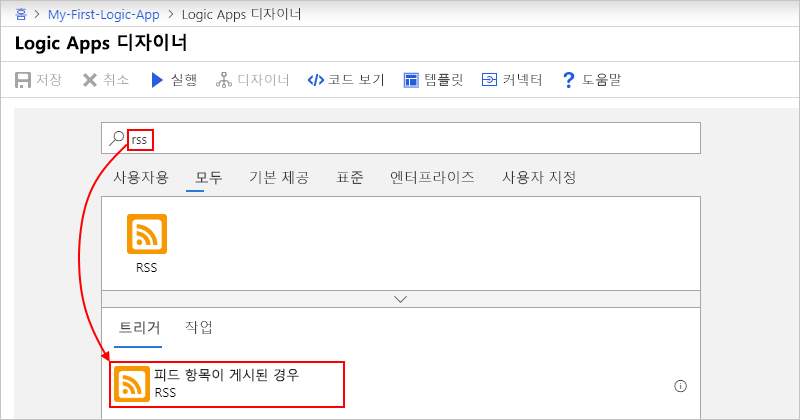 홈 > My-First-Logic-App > Logic Apps 디자이너
Logic Apps 디자이너
저장 취소 실행 디자이너 코드 보기 템플릿 커넥터 ? 도움말
rss
사용자용 모두 기본 제공 표준 엔터프라이즈 사용자 지정
RSS
트리거 작업
피드 항목이 게시된 경우
RSS